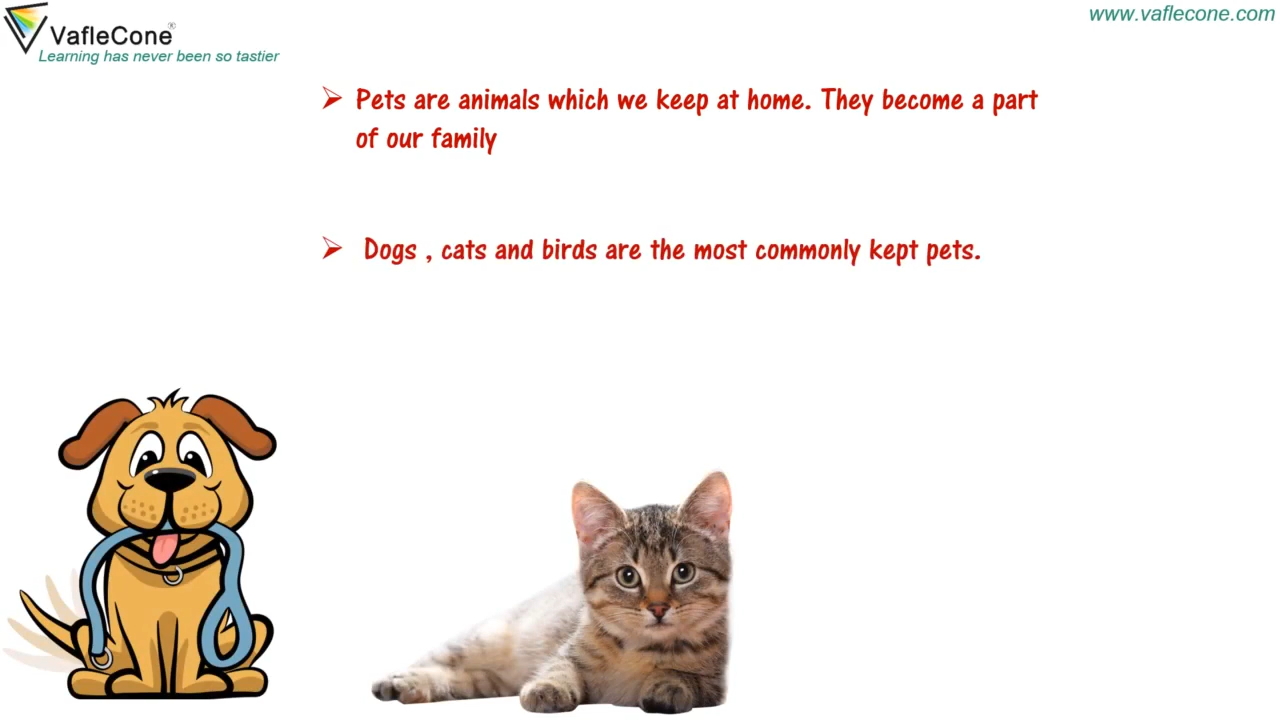 VafleCone®
Learning has never been so tastier
www.vaflecone.com
➢ Pets are animals which we keep at home. They become a part
of our family
➢ Dogs , cats and birds are the most commonly kept pets.